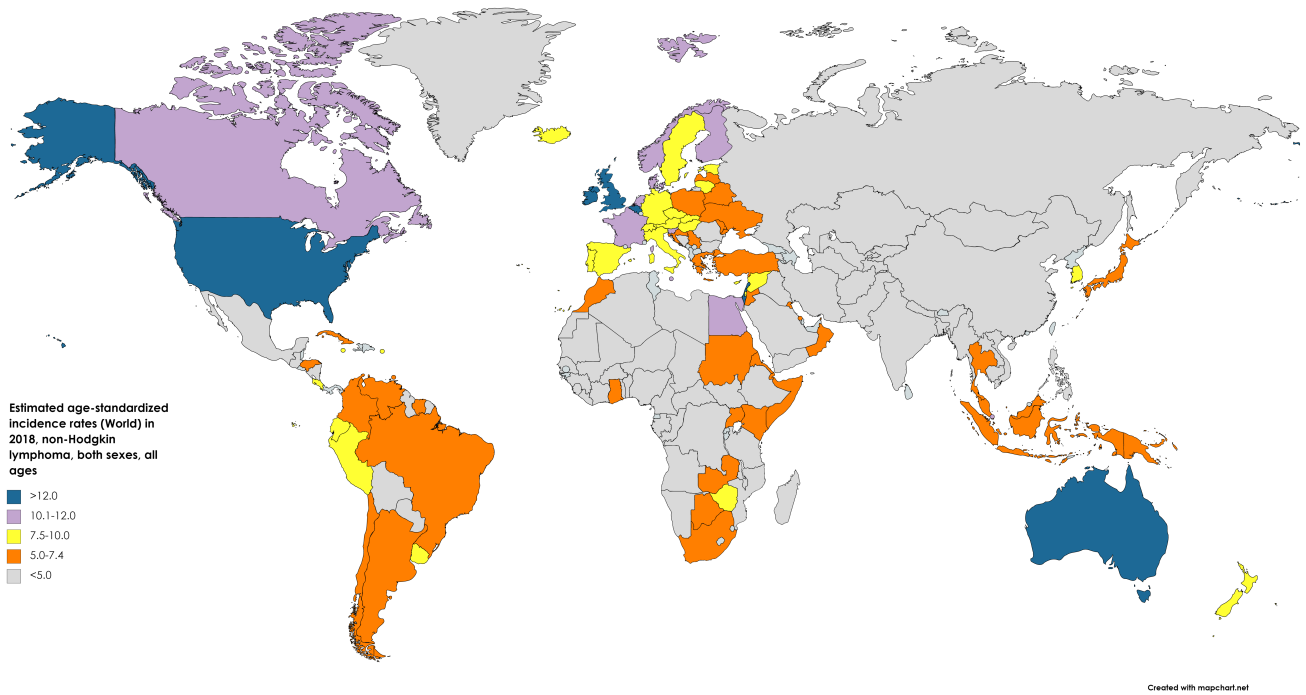 Estimated age-standardized
incidence rates (World) in
2018, non-Hodgkin
lymphoma, both sexes, all
ages
>12.0
10.1-12.0
7.5-10.0
5.0-7.4
<5.0
Created with mapchart.net